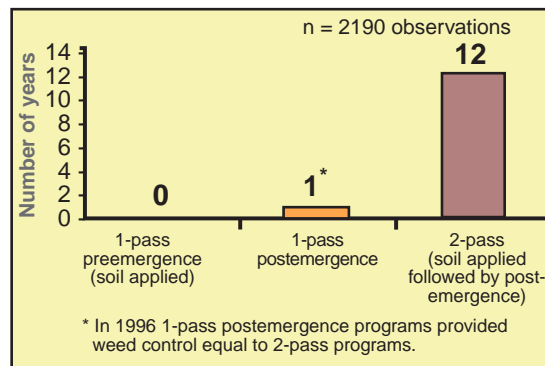 n = 2190 observations
Number of years
14
12
10
8
6
4
2
0
0
1*
12
1-pass
preemergence
(soil applied)
1-pass
postemergence
2-pass
(soil applied
followed by post-
emergence)
* In 1996 1-pass postemergence programs provided
weed control equal to 2-pass programs.